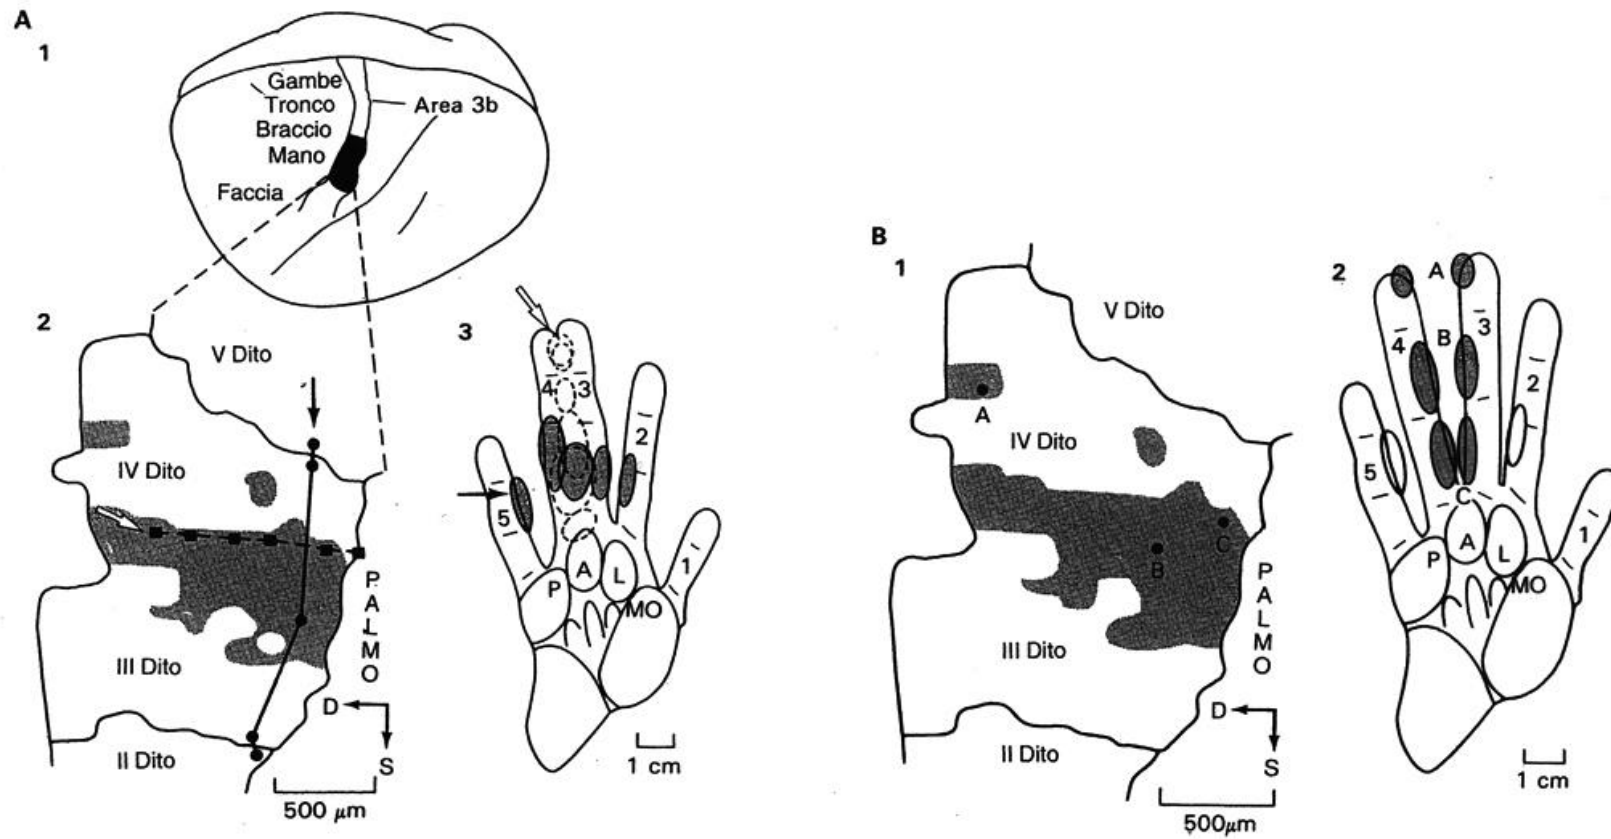 A
1
Gambe
Tronco
Braccio
Mano
Faccia
Area 3b
2
V Dito
IV Dito
III Dito
II Dito
PALMO
D
S
500 µm
3
4
3
2
5
1
P
A
L
MO
1 cm
B
1
V Dito
A
IV Dito
B
C
III Dito
II Dito
PALMO
D
S
500µm
2
A
B
3
4
2
5
C
1
P
A
L
MO
1 cm